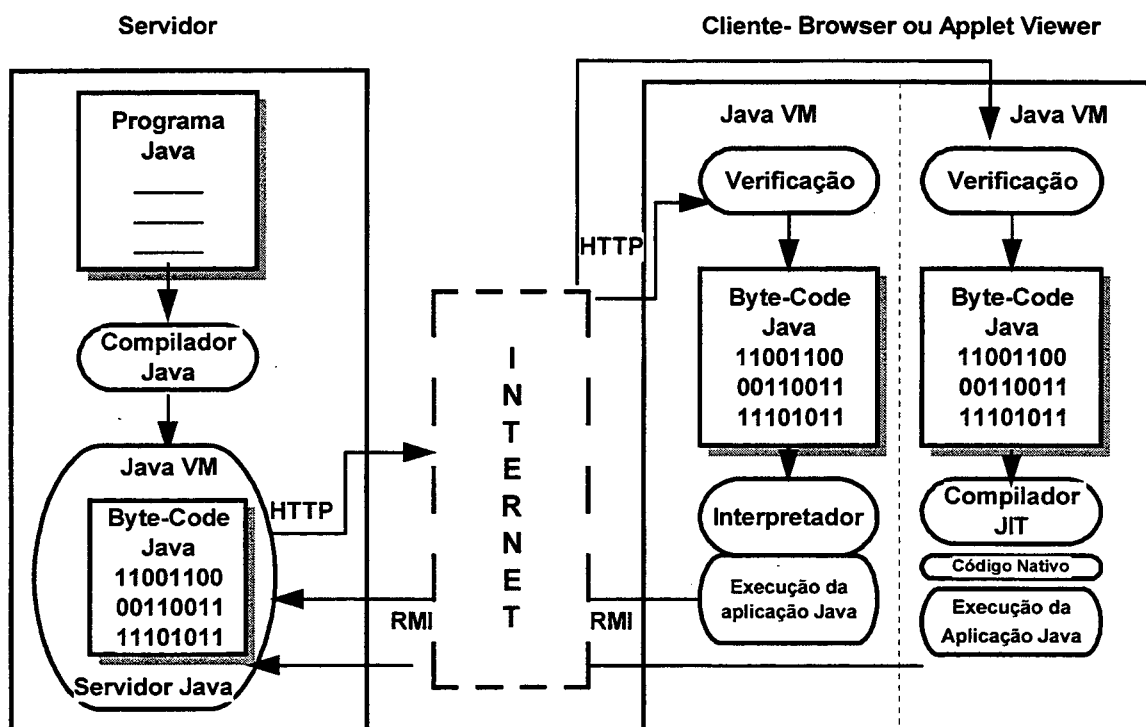 Servidor
Cliente- Browser ou Applet Viewer
Programa
Java
Compilador
Java
Java VM
HTTP
Byte-Code
Java
11001100
00110011
11101011
Servidor Java
RMI
INTERNET
HTTP
RMI
Java VM
Verificação
Byte-Code
Java
11001100
00110011
11101011
Interpretador
Execução da
aplicação Java
Java VM
Verificação
Byte-Code
Java
11001100
00110011
11101011
Compilador
JIT
Código Nativo
Execução da
Aplicação Java